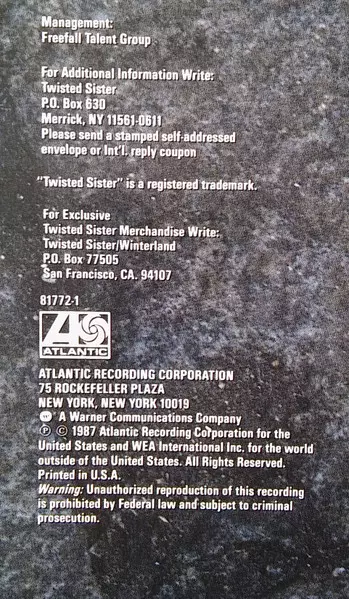 Management:
Freefall Talent Group
For Additional Information Write:
Twisted Sister
P.O. Box 630
Merrick, NY 11561-0611
Please send a stamped self-addressed
envelope or Int'l. reply coupon
"Twisted Sister" is a registered trademark.
For Exclusive
Twisted Sister Merchandise Write:
Twisted Sister/Winterland
P.O. Box 77505
San Francisco, CA. 94107
81772-1
ATLANTIC
ATLANTIC RECORDING CORPORATION
75 ROCKEFELLER PLAZA
NEW YORK, NEW YORK 10019
A Warner Communications Company
℗ © 1987 Atlantic Recording Corporation for the
United States and WEA International Inc. for the world
outside of the United States. All Rights Reserved.
Printed in U.S.A.
Warning: Unauthorized reproduction of this recording
is prohibited by Federal law and subject to criminal
prosecution.